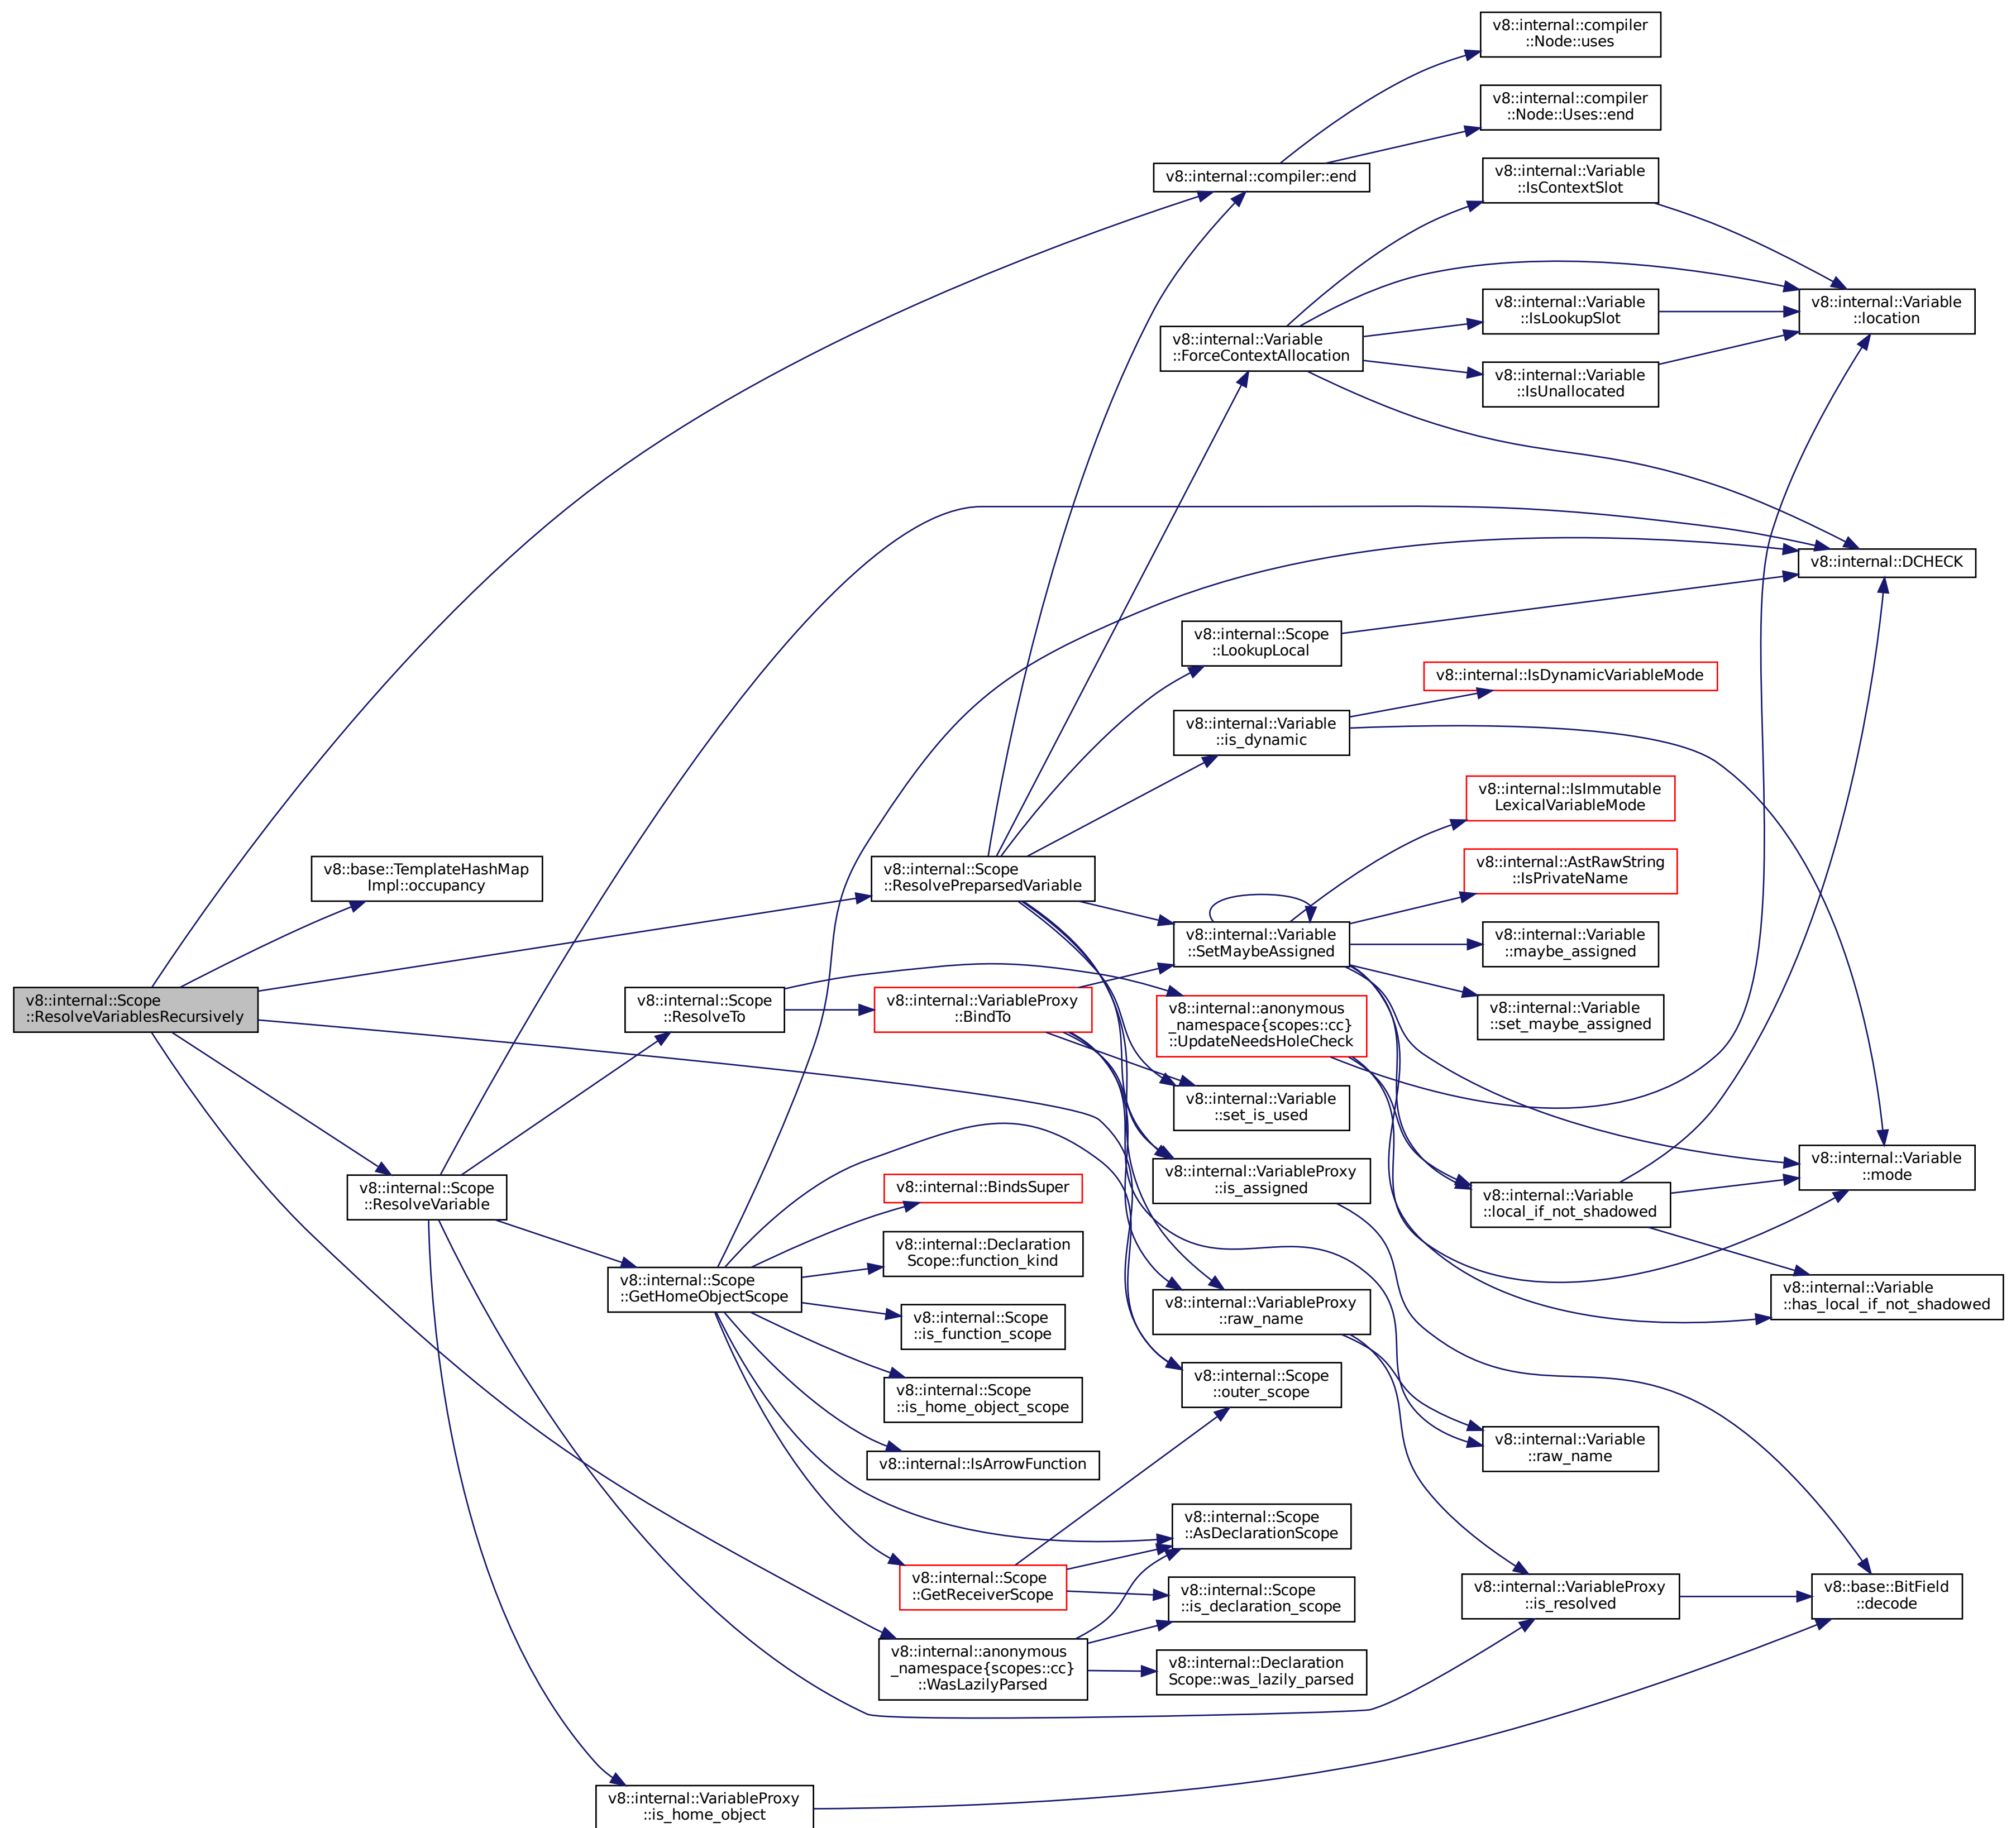 v8::internal::compiler
::Node::uses
v8::internal::compiler
::Node::Uses::end
v8::internal::Variable
::IsContextSlot
v8::internal::compiler::end
v8::internal::Variable
::IsLookupSlot
v8::internal::Variable
::location
v8::internal::Variable
::ForceContextAllocation
v8::internal::Variable
::IsUnallocated
v8::internal::DCHECK
v8::internal::Scope
::LookupLocal
v8::internal::IsDynamicVariableMode
v8::internal::Variable
::is_dynamic
v8::internal::IsImmutable
LexicalVariableMode
v8::base::TemplateHashMap
Impl::occupancy
v8::internal::Scope
::ResolvePreparsedVariable
v8::internal::AstRawString
::IsPrivateName
v8::internal::Variable
::SetMaybeAssigned
v8::internal::Variable
::maybe_assigned
v8::internal::Scope
::ResolveVariablesRecursively
v8::internal::Scope
::ResolveTo
v8::internal::VariableProxy
::BindTo
v8::internal::anonymous
_namespace{scopes::cc}
::UpdateNeedsHoleCheck
v8::internal::Variable
::set_maybe_assigned
v8::internal::Variable
::set_is_used
v8::internal::Scope
::ResolveVariable
v8::internal::BindsSuper
v8::internal::VariableProxy
::is_assigned
v8::internal::Variable
::local_if_not_shadowed
v8::internal::Variable
::mode
v8::internal::Scope
::GetHomeObjectScope
v8::internal::Declaration
Scope::function_kind
v8::internal::Scope
::is_function_scope
v8::internal::VariableProxy
::raw_name
v8::internal::Variable
::has_local_if_not_shadowed
v8::internal::Scope
::is_home_object_scope
v8::internal::Scope
::outer_scope
v8::internal::IsArrowFunction
v8::internal::Variable
::raw_name
v8::internal::Scope
::AsDeclarationScope
v8::internal::Scope
::GetReceiverScope
v8::internal::Scope
::is_declaration_scope
v8::internal::VariableProxy
::is_resolved
v8::base::BitField
::decode
v8::internal::anonymous
_namespace{scopes::cc}
::WasLazilyParsed
v8::internal::Declaration
Scope::was_lazily_parsed
v8::internal::VariableProxy
::is_home_object